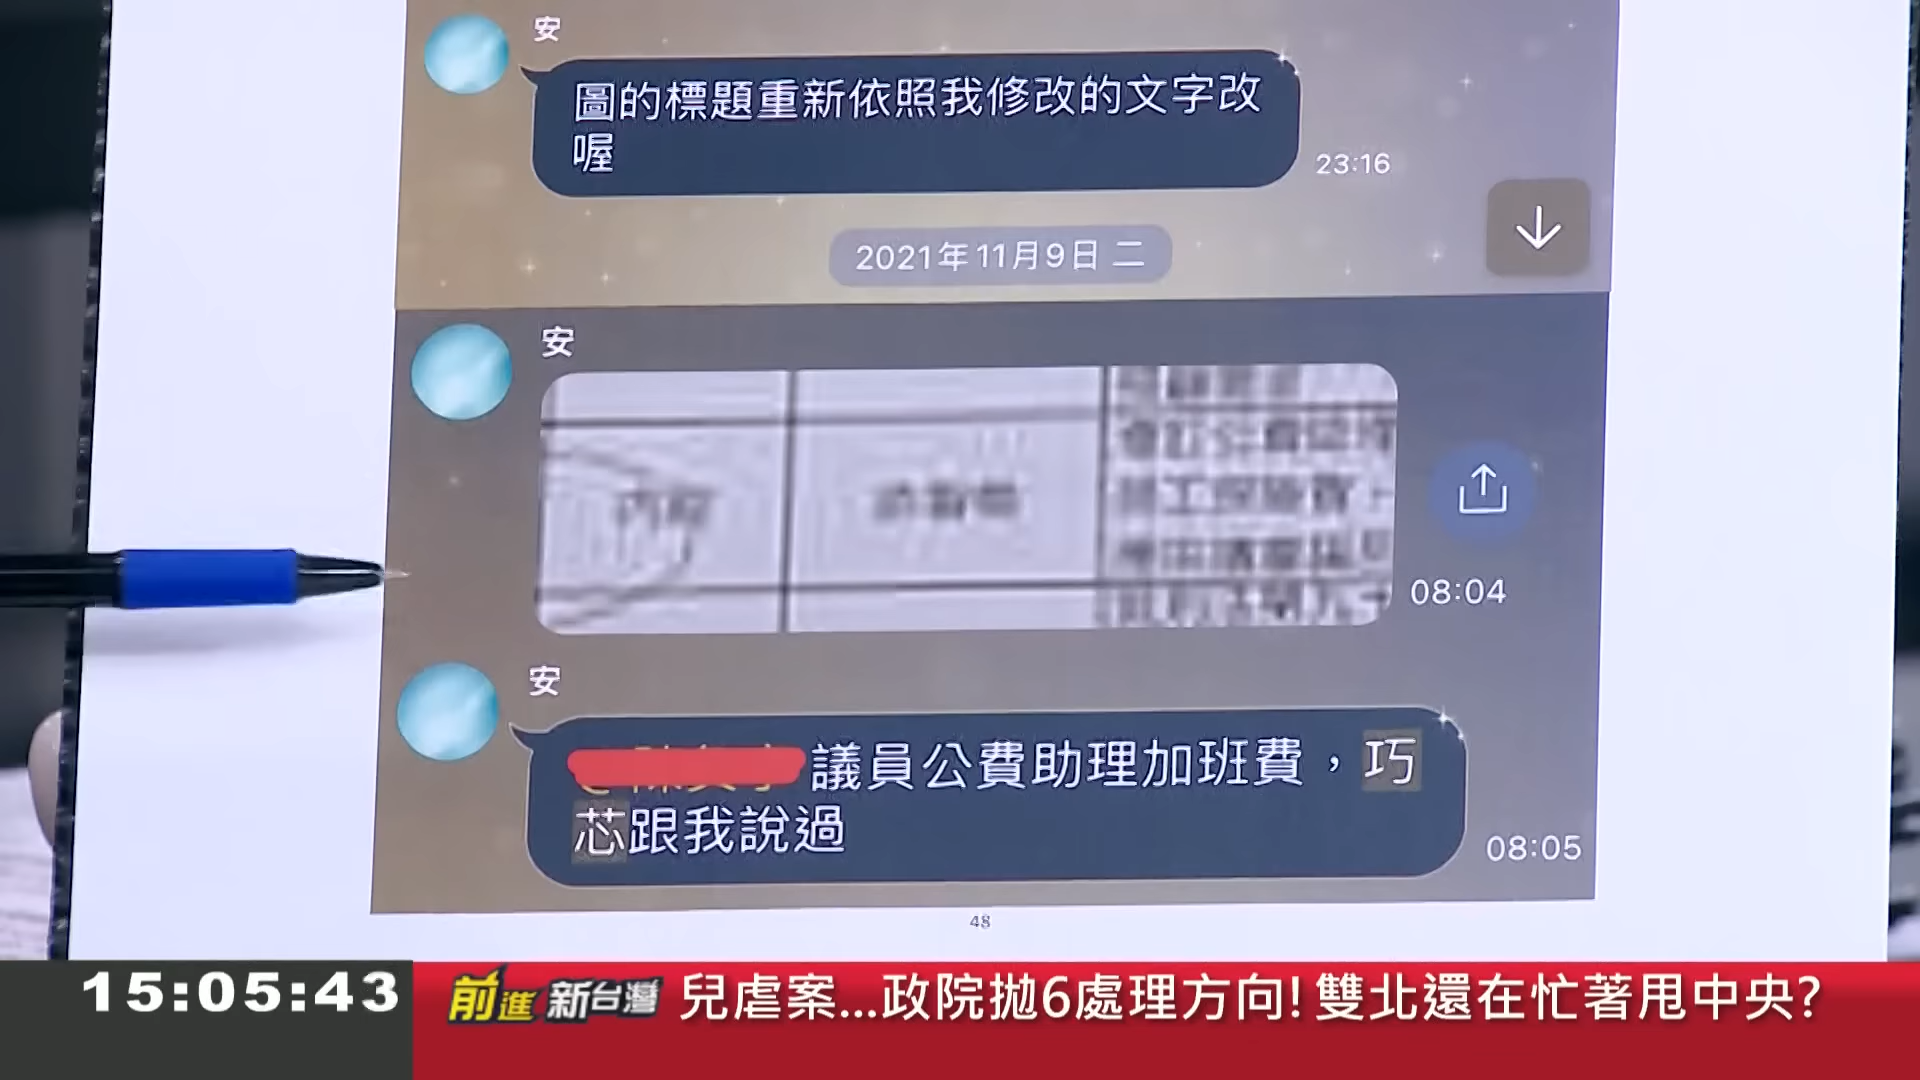 安
圖的標題重新依照我修改的文字改
喔
23:16
2021年11月9日 二
安
08:04
安
議員公費助理加班費，巧
芯跟我說過
08:05
48
15:05:43
前進新台灣 兒虐案...政院拋6處理方向!雙北還在忙著甩中央?